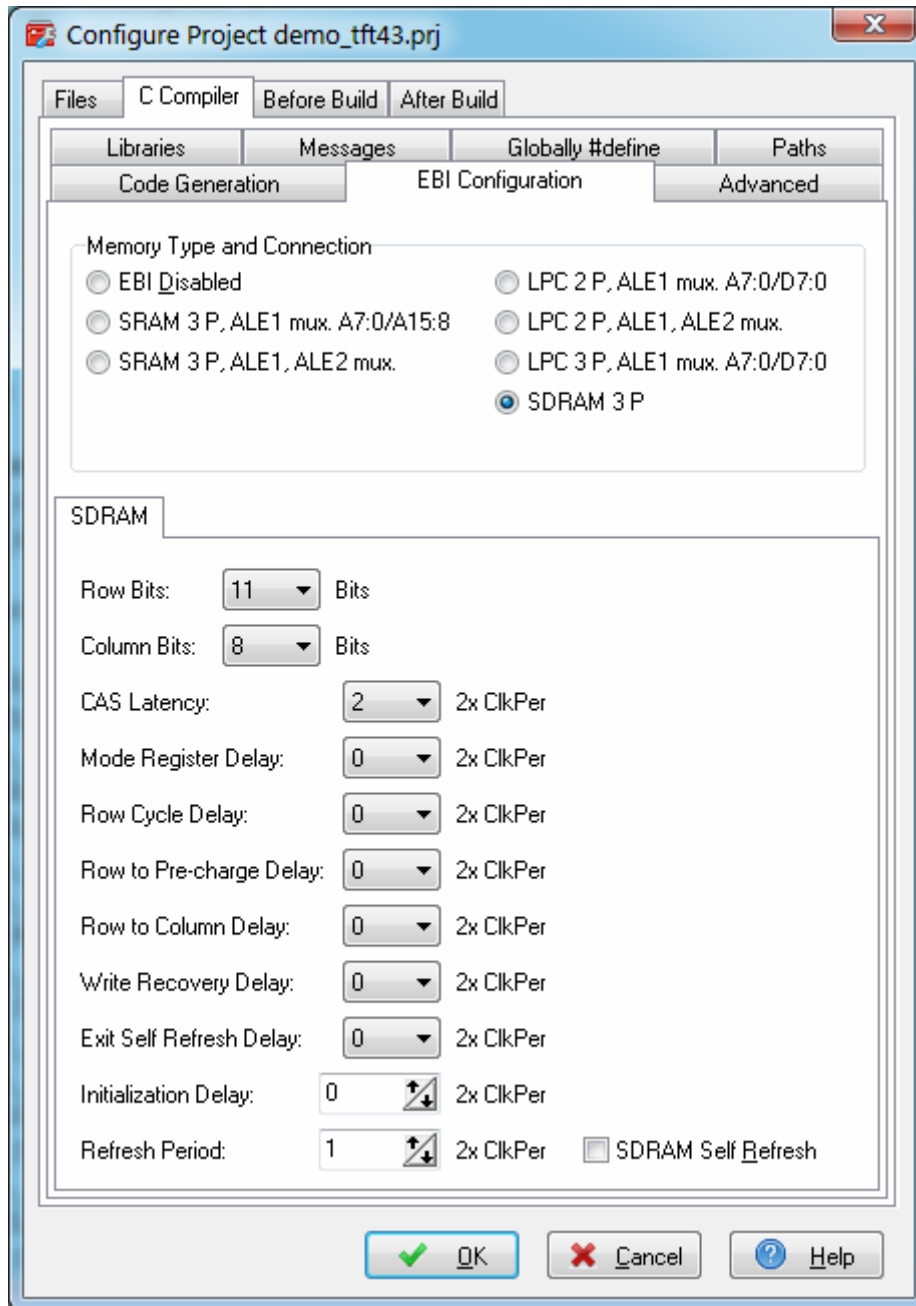 Configure Project demo_tft43.prj
Files C Compiler Before Build After Build
Libraries Messages Globally #define Paths
Code Generation EBI Configuration Advanced
Memory Type and Connection
EBI Disabled LPC 2 P, ALE1 mux. A7:0/D7:0
SRAM 3 P, ALE1 mux. A7:0/A15:8 LPC 2 P, ALE1, ALE2 mux.
SRAM 3 P, ALE1, ALE2 mux. LPC 3 P, ALE1 mux. A7:0/D7:0
SDRAM 3 P
SDRAM
Row Bits: 11 Bits
Column Bits: 8 Bits
CAS Latency: 2 2x ClkPer
Mode Register Delay: 0 2x ClkPer
Row Cycle Delay: 0 2x ClkPer
Row to Pre-charge Delay: 0 2x ClkPer
Row to Column Delay: 0 2x ClkPer
Write Recovery Delay: 0 2x ClkPer
Exit Self Refresh Delay: 0 2x ClkPer
Initialization Delay: 0 2x ClkPer
Refresh Period: 1 2x ClkPer SDRAM Self Refresh
OK Cancel Help